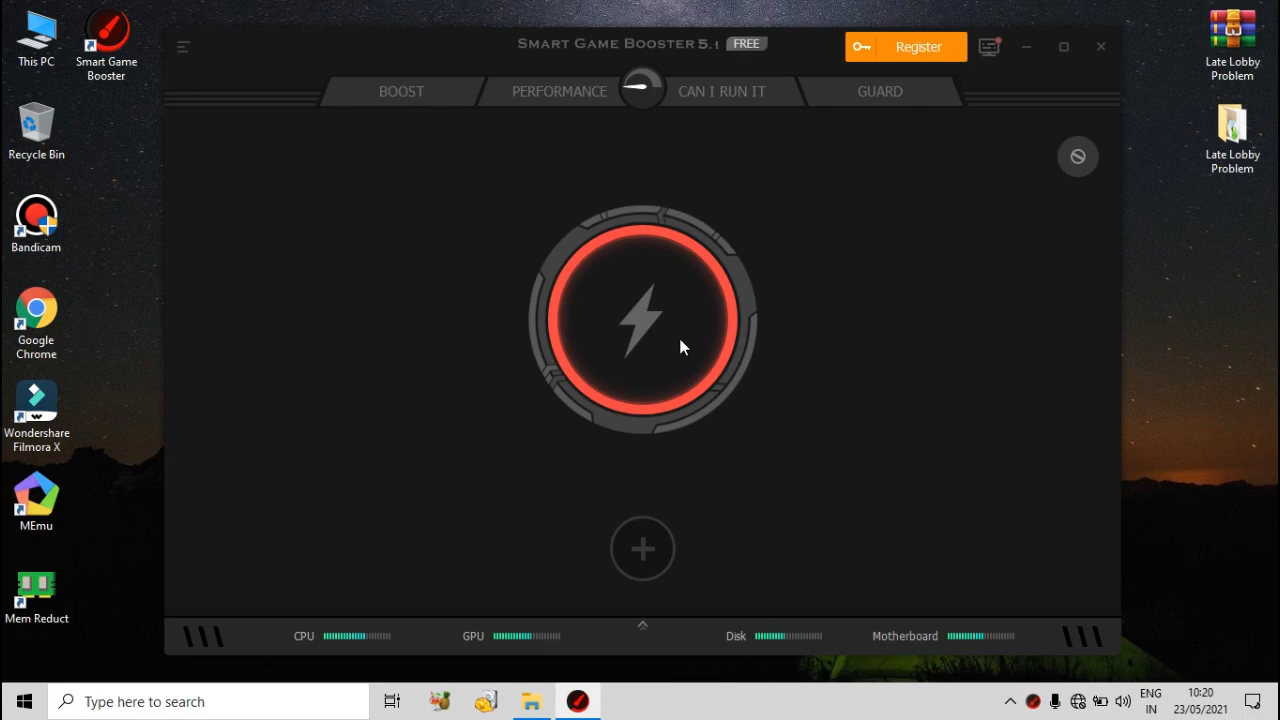 This PC
Smart Game
Booster
Recycle Bin
Bandicam
Google
Chrome
Wondershare
Filmora X
MEmu
Mem Reduct
SMART GAME BOOSTER 5.1 FREE
Register
BOOST
PERFORMANCE
CAN I RUN IT
GUARD
CPU
GPU
Disk
Motherboard
Late Lobby
Problem
Late Lobby
Problem
Type here to search
ENG
IN
10:20
23/05/2021